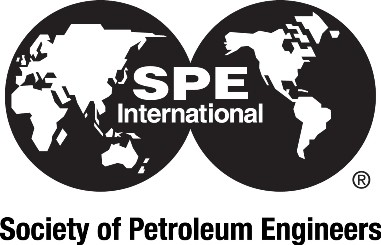 SPE
International
®
Society of Petroleum Engineers